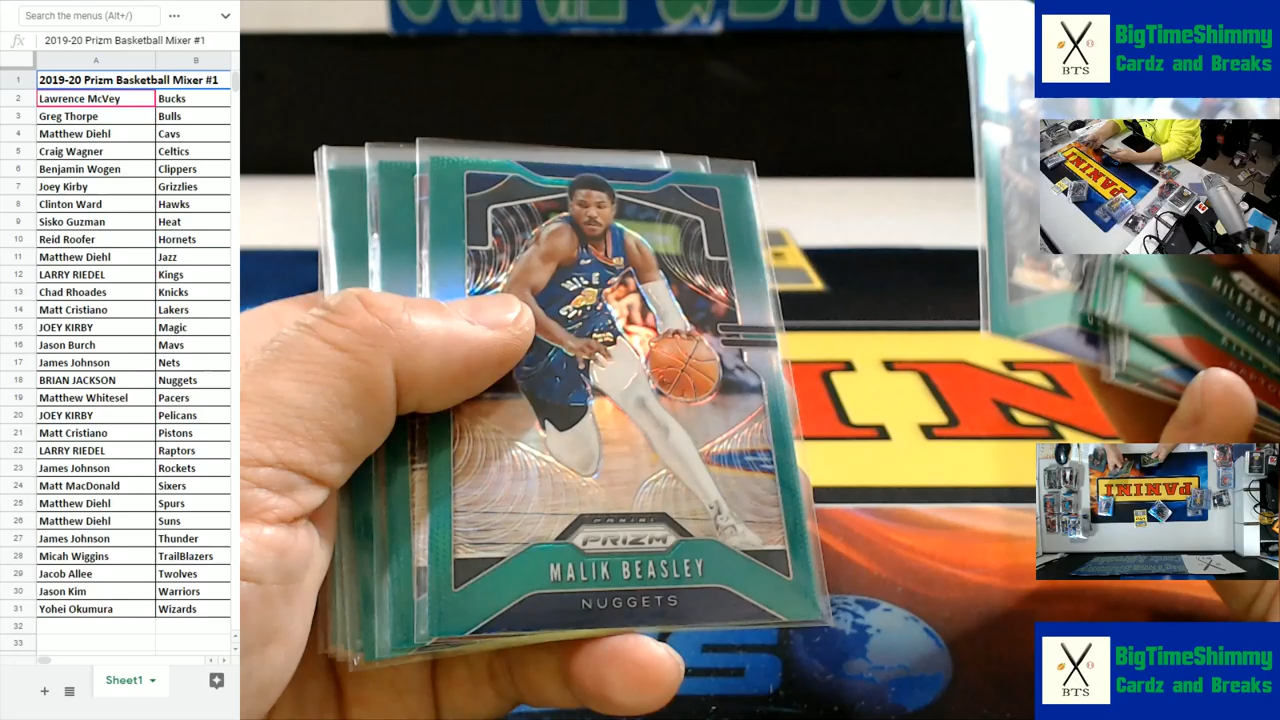 Search the menus (Alt+/)
fx 2019-20 Prizm Basketball Mixer #1
A B
1 2019-20 Prizm Basketball Mixer #1
2 Lawrence McVey Bucks
3 Greg Thorpe Bulls
4 Matthew Diehl Cavs
5 Craig Wagner Celtics
6 Benjamin Wogen Clippers
7 Joey Kirby Grizzlies
8 Clinton Ward Hawks
9 Sisko Guzman Heat
10 Reid Roofer Hornets
11 Matthew Diehl Jazz
12 LARRY RIEDEL Kings
13 Chad Rhoades Knicks
14 Matt Cristiano Lakers
15 JOEY KIRBY Magic
16 Jason Burch Mavs
17 James Johnson Nets
18 BRIAN JACKSON Nuggets
19 Matthew Whitesel Pacers
20 JOEY KIRBY Pelicans
21 Matt Cristiano Pistons
22 LARRY RIEDEL Raptors
23 James Johnson Rockets
24 Matt MacDonald Sixers
25 Matthew Diehl Spurs
26 Matthew Diehl Suns
27 James Johnson Thunder
28 Micah Wiggins TrailBlazers
29 Jacob Allee Twolves
30 Jason Kim Warriors
31 Yohei Okumura Wizards
32
33
Sheet1
PANINI
PRIZM
MALIK BEASLEY
NUGGETS
MILES BR
IN
BTS
BigTimeShimmy
Cardz and Breaks
PANINI
PANINI
BTS
BigTimeShimmy
Cardz and Breaks